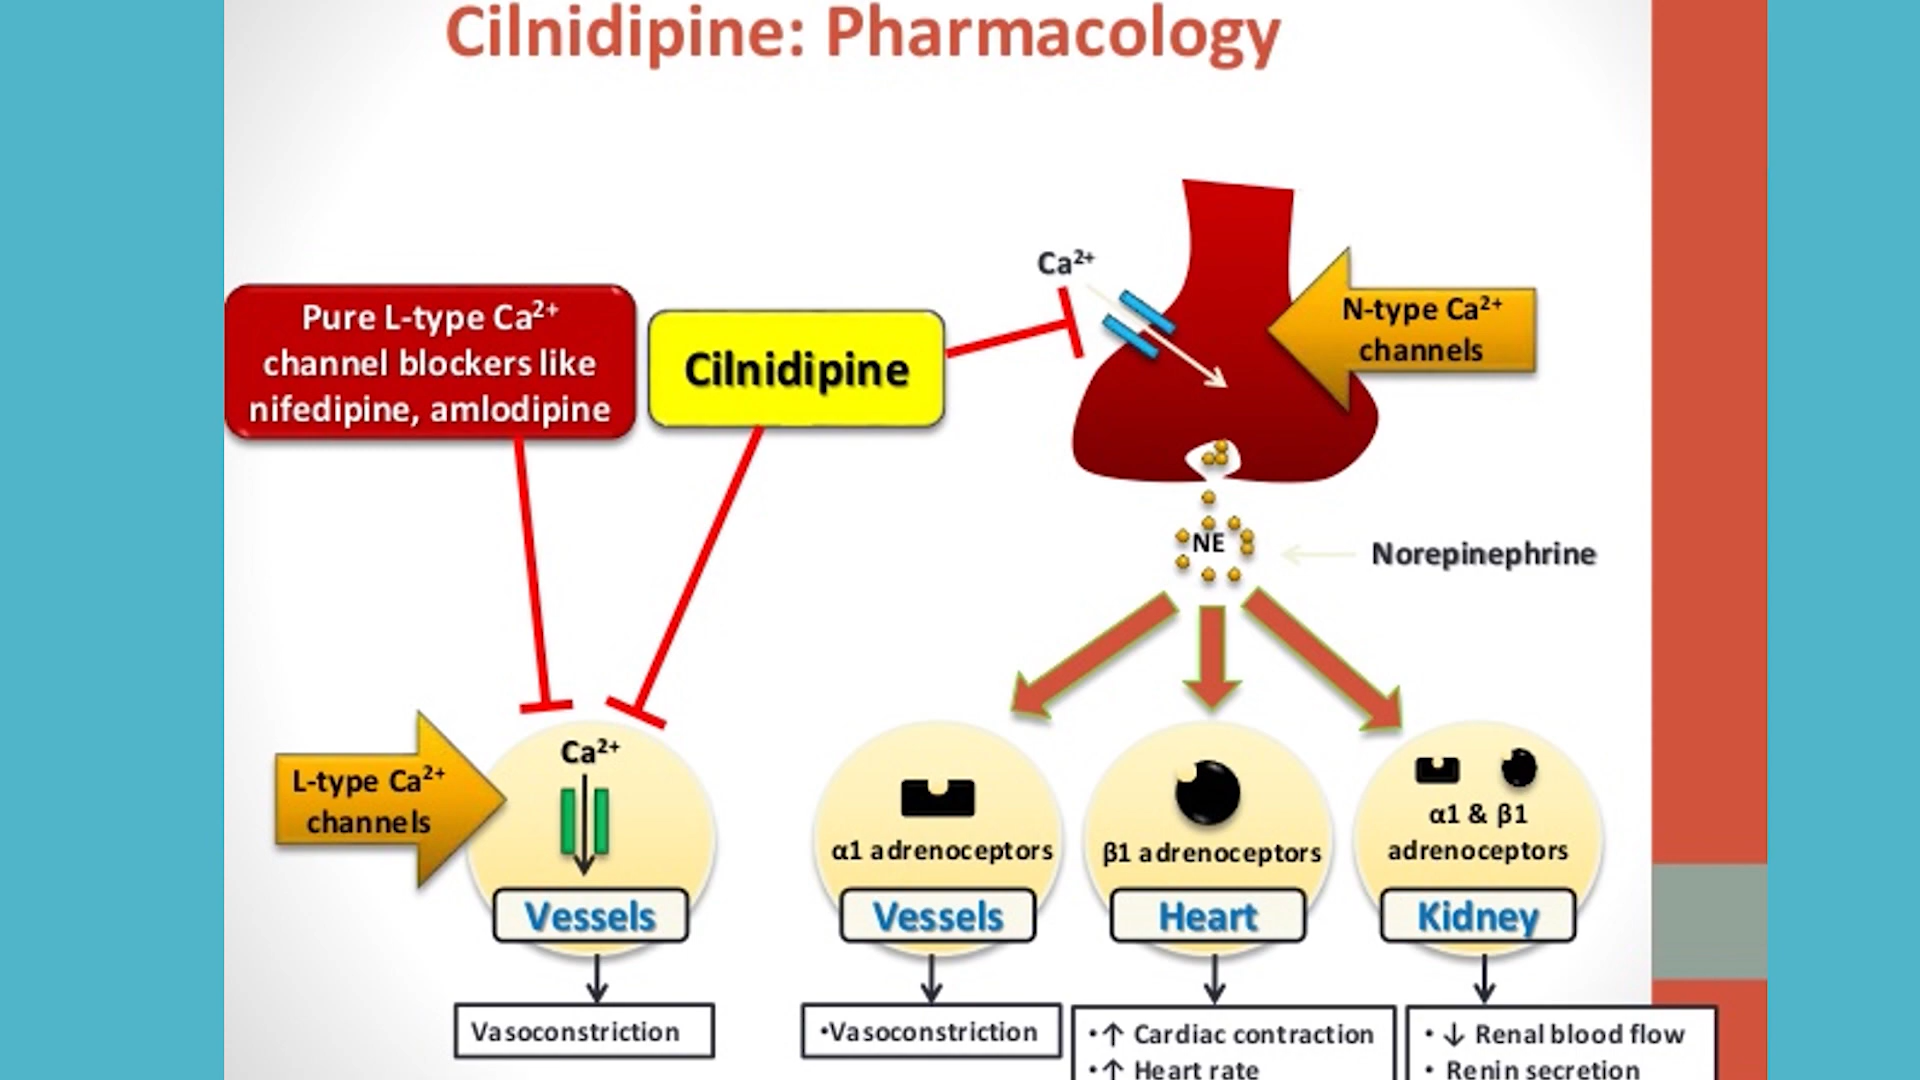 Cilnidipine: Pharmacology
Ca²⁺
Pure L-type Ca²⁺
channel blockers like
nifedipine, amlodipine
Cilnidipine
N-type Ca²⁺
channels
NE
Norepinephrine
L-type Ca²⁺
channels
Ca²⁺
Vessels
Vasoconstriction
α1 adrenoceptors
Vessels
•Vasoconstriction
β1 adrenoceptors
Heart
•↑ Cardiac contraction
•↑ Heart rate
α1 & β1
adrenoceptors
Kidney
• ↓ Renal blood flow
• Renin secretion